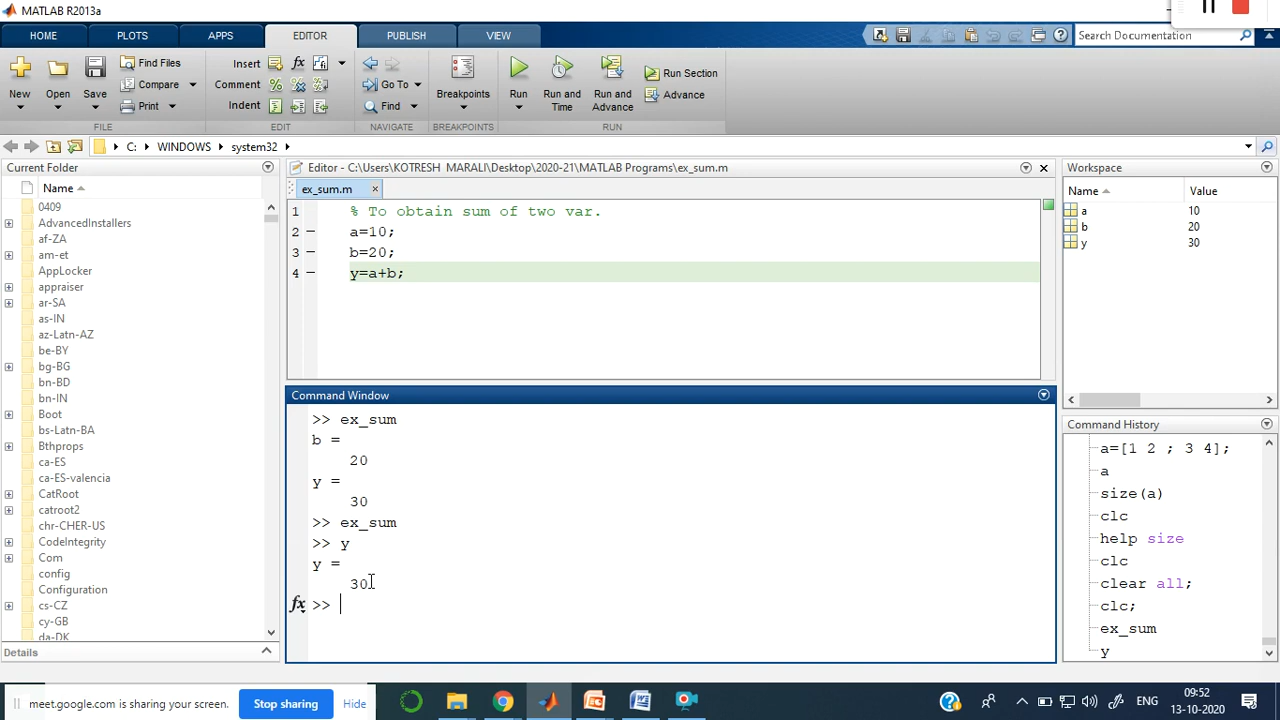 MATLAB R2013a
HOME PLOTS APPS EDITOR PUBLISH VIEW
Search Documentation
New
Open
Save
Find Files
Compare
Print
FILE
Insert
Comment
Indent
EDIT
Go To
Find
NAVIGATE
Breakpoints
BREAKPOINTS
Run
Run and Time
Run and Advance
Run Section
Advance
RUN
C: WINDOWS system32
Current Folder
Name
0409
AdvancedInstallers
af-ZA
am-et
AppLocker
appraiser
ar-SA
as-IN
az-Latn-AZ
be-BY
bg-BG
bn-BD
bn-IN
Boot
bs-Latn-BA
Bthprops
ca-ES
ca-ES-valencia
CatRoot
catroot2
chr-CHER-US
CodeIntegrity
Com
config
Configuration
cs-CZ
cy-GB
da-DK
Details
Editor - C:\Users\KOTRESH MARALI\Desktop\2020-21\MATLAB Programs\ex_sum.m
ex_sum.m
1 % To obtain sum of two var.
2 a=10;
3 b=20;
4 y=a+b;
Command Window
>> ex_sum
b =
20
y =
30
>> ex_sum
>> y
y =
30
fx >>
Workspace
Name Value
a 10
b 20
y 30
Command History
a=[1 2 ; 3 4];
a
size(a)
clc
help size
clc
clear all;
clc;
ex_sum
y
meet.google.com is sharing your screen.
Stop sharing
Hide
ENG
09:52
13-10-2020